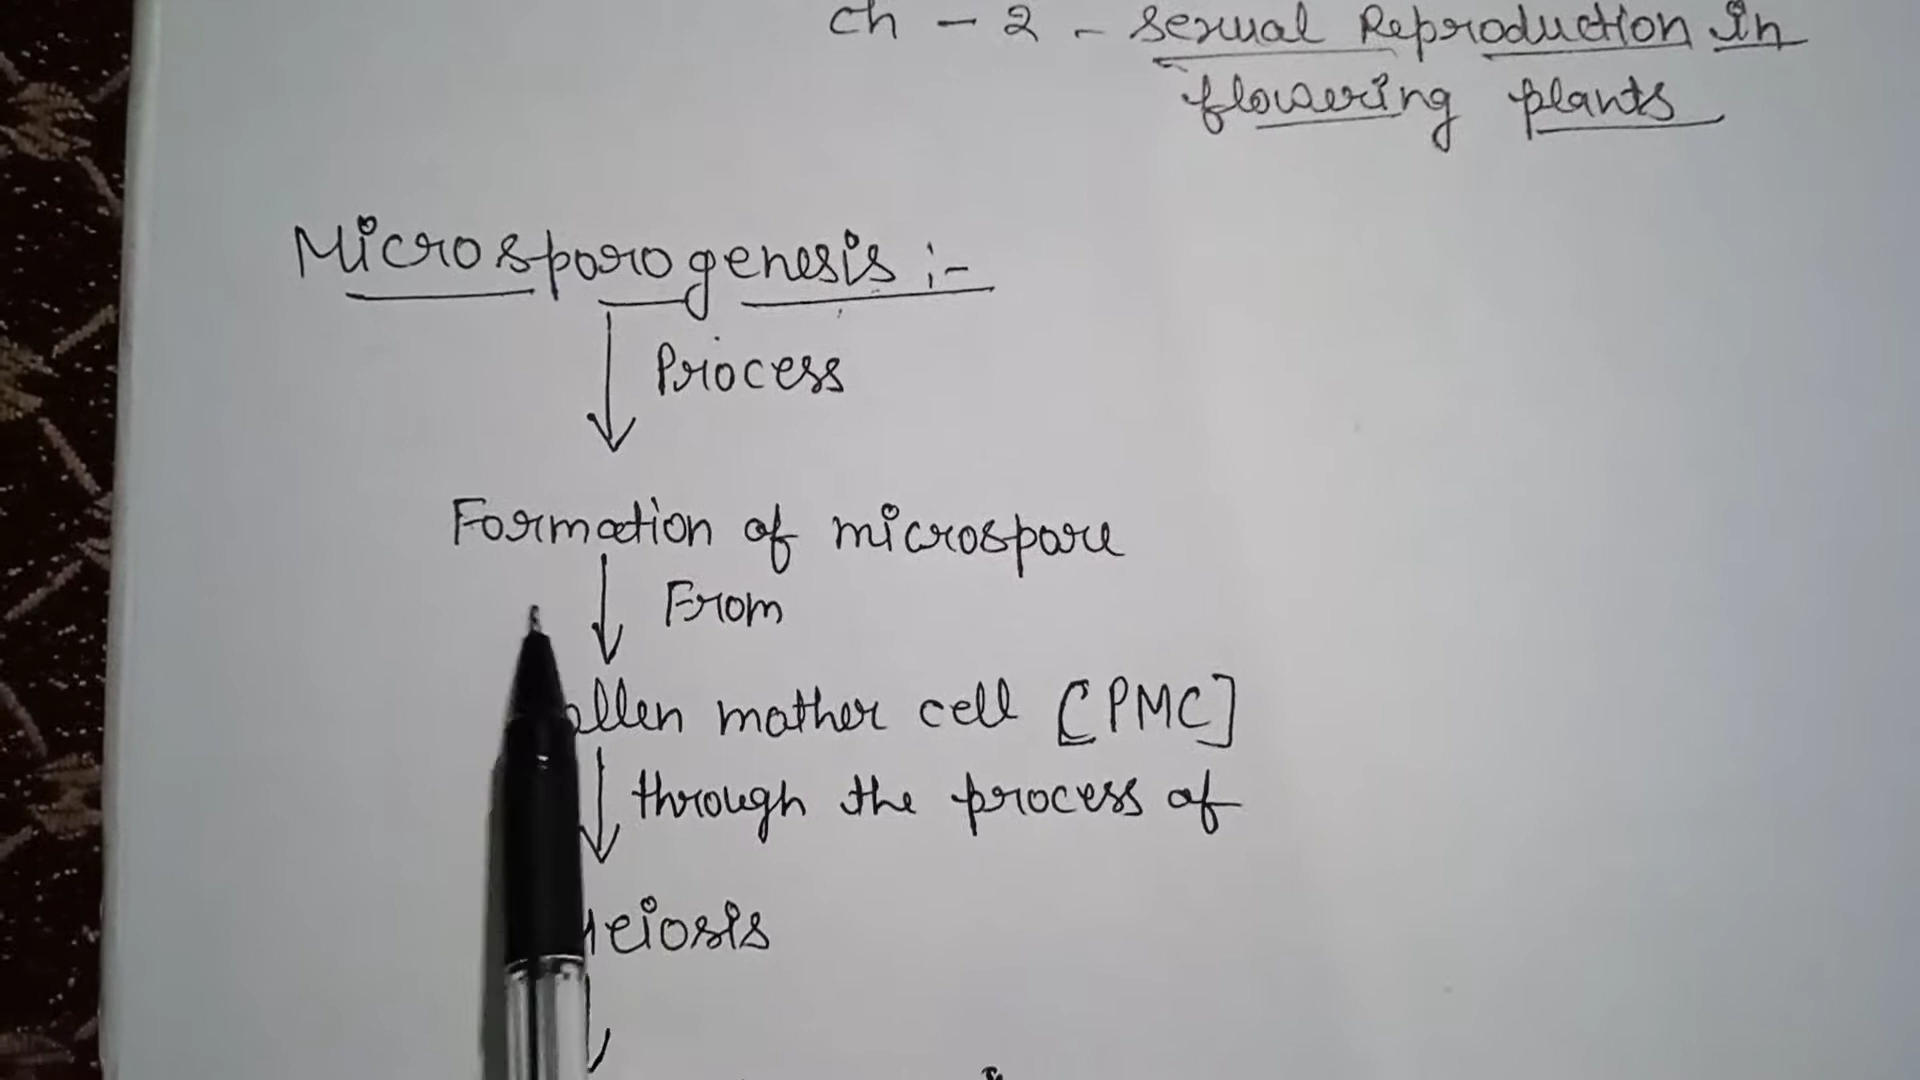 Ch - 2 - Sexual Reproduction In
flowering plants
Microsporogenesis :-
Process
Formation of microspore
From
ollen mother cell [PMC]
through the process of
eiosis